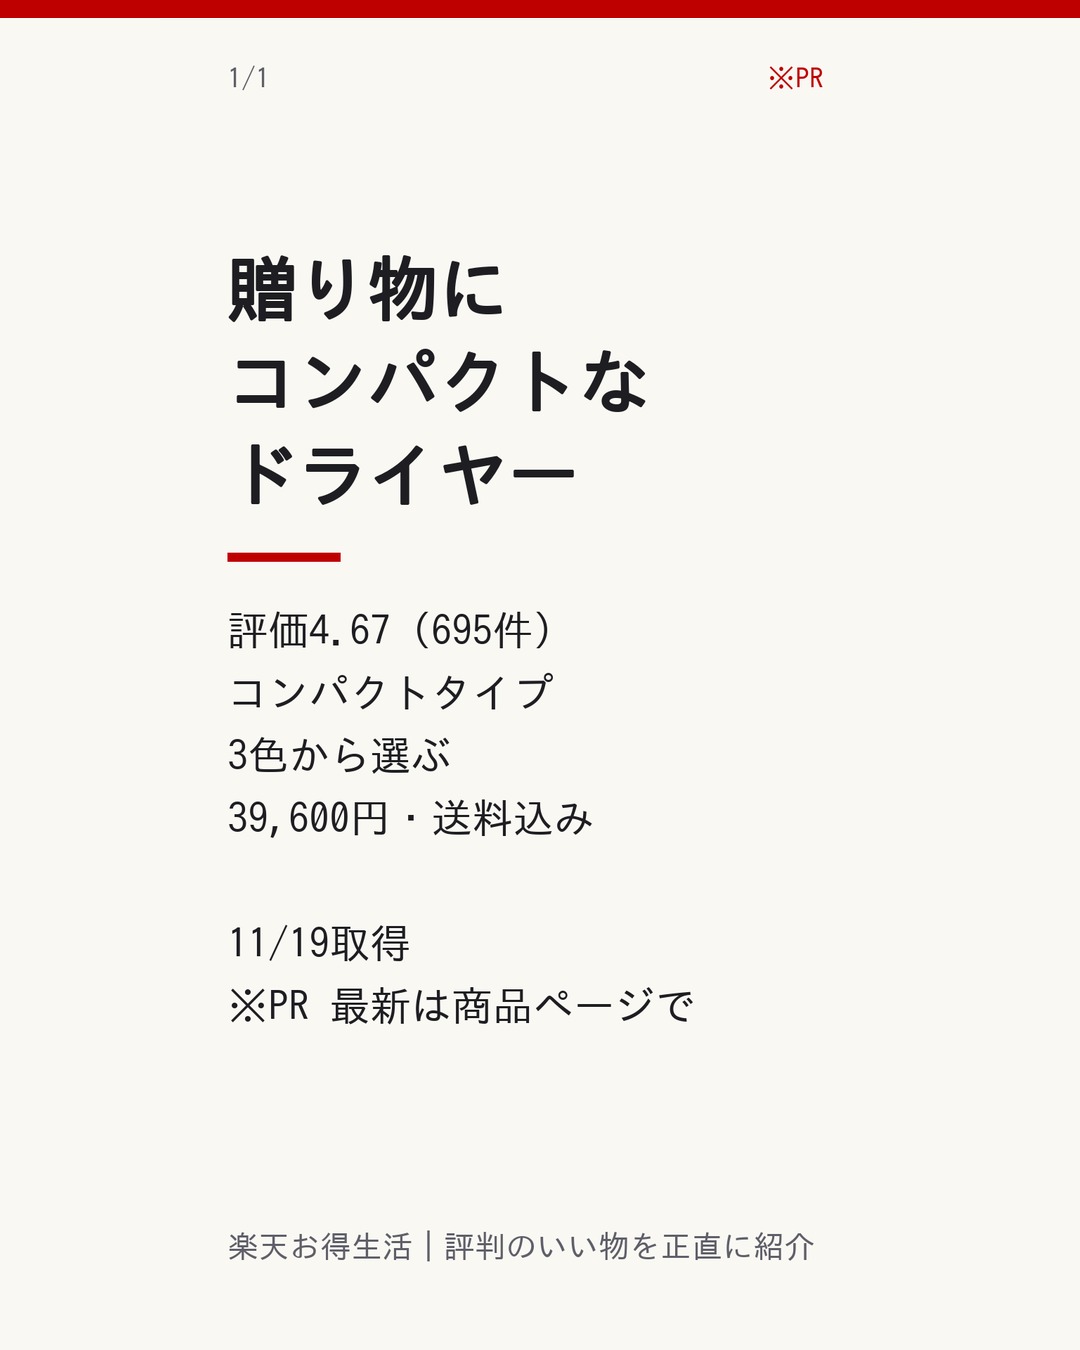 1/1
※PR
贈り物に
コンパクトな
ドライヤー
評価4.67（695件）
コンパクトタイプ
3色から選ぶ
39,600円・送料込み
11/19取得
※PR 最新は商品ページで
楽天お得生活｜評判のいい物を正直に紹介